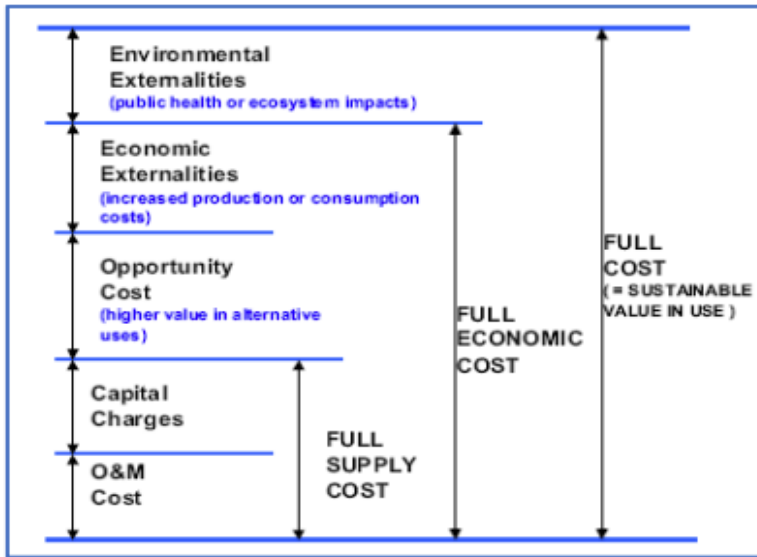 Environmental
Externalities
(public health or ecosystem impacts)
Economic
Externalities
(increased production or consumption
costs)
Opportunity
Cost
(higher value in alternative
uses)
Capital
Charges
O&M
Cost
FULL
SUPPLY
COST
FULL
ECONOMIC
COST
FULL
COST
( = SUSTAINABLE
VALUE IN USE )